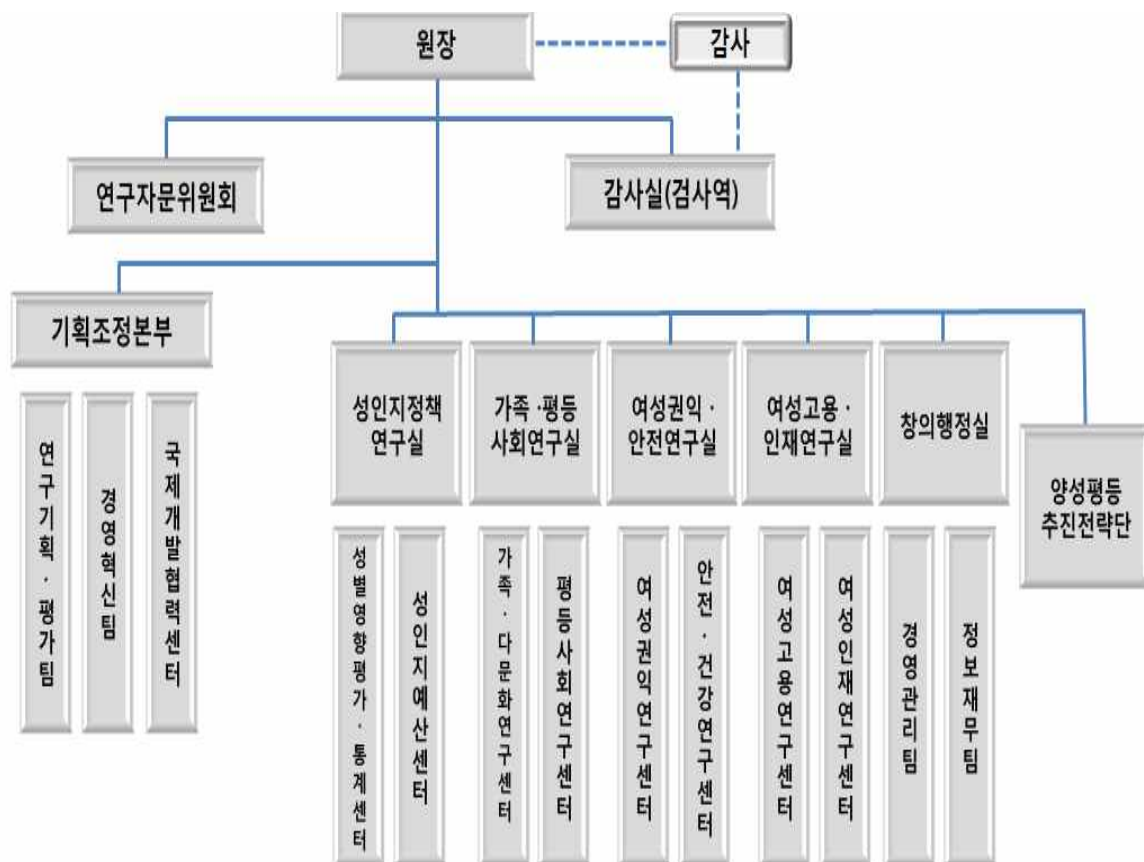 원장
감사
연구자문위원회
감사실(검사역)
기획조정본부
연구기획·평가팀
경영혁신팀
국제개발협력센터
성인지정책
연구실
가족·평등
사회연구실
여성권익·
안전연구실
여성고용·
인재연구실
창의행정실
양성평등
추진전략단
성별영향평가·통계센터
성인지예산센터
가족·다문화연구센터
평등사회연구센터
여성권익연구센터
안전·건강연구센터
여성고용연구센터
여성인재연구센터
경영관리팀
정보재무팀